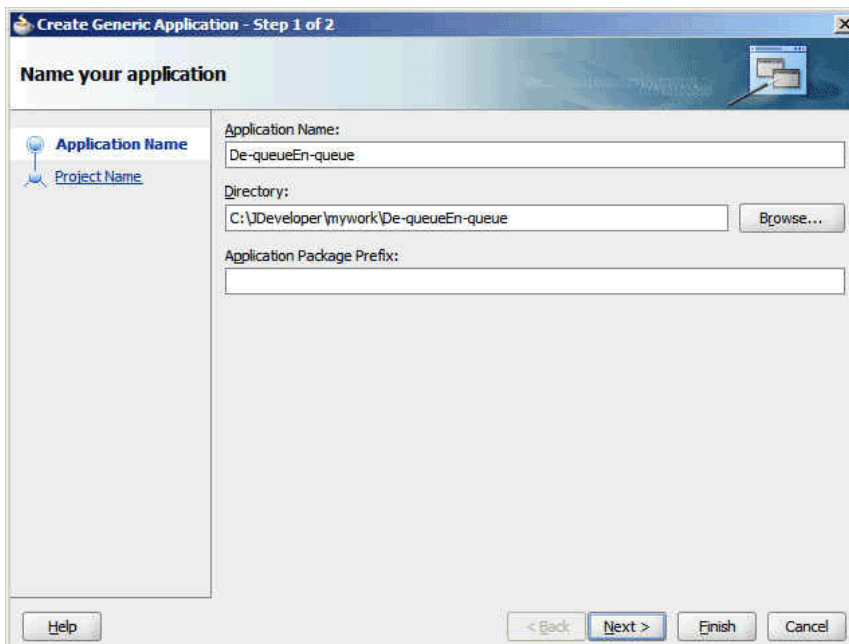 Create Generic Application - Step 1 of 2
Name your application
Application Name
Project Name
Application Name:
De-queueEn-queue
Directory:
C:\JDeveloper\mywork\De-queueEn-queue
Browse...
Application Package Prefix:
Help
< Back
Next >
Finish
Cancel